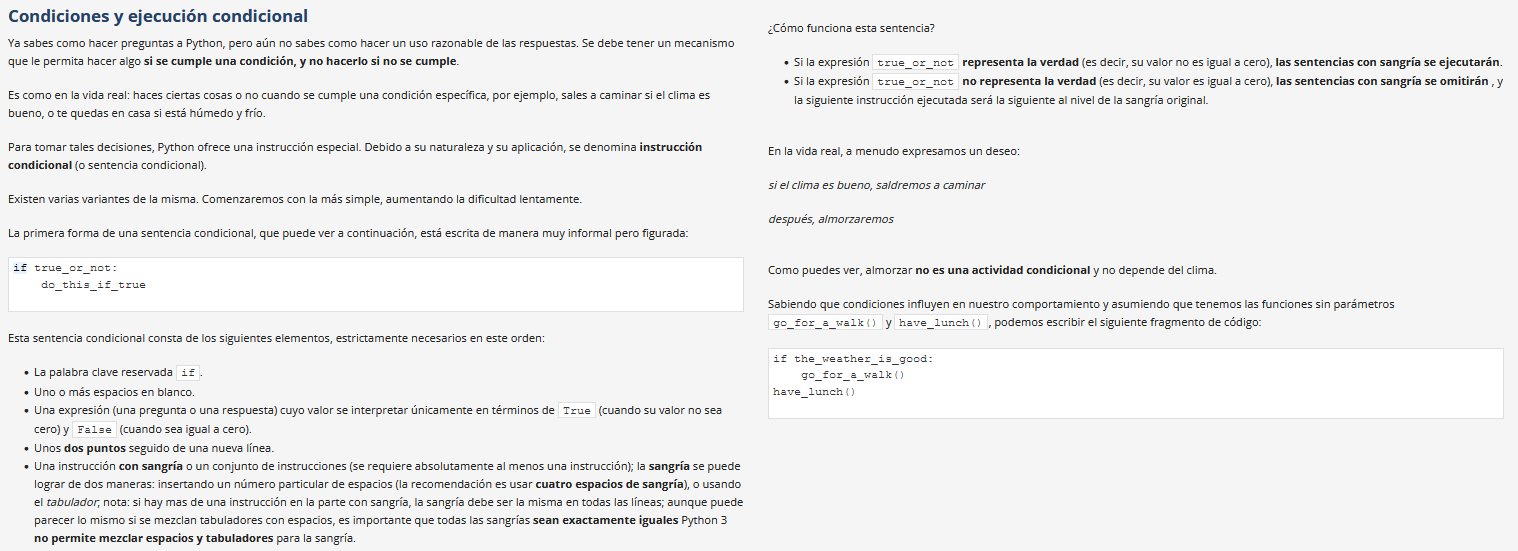 Condiciones y ejecución condicional
Ya sabes como hacer preguntas a Python, pero aún no sabes como hacer un uso razonable de las respuestas. Se debe tener un mecanismo
que le permita hacer algo si se cumple una condición, y no hacerlo si no se cumple.
Es como en la vida real: haces ciertas cosas o no cuando se cumple una condición específica, por ejemplo, sales a caminar si el clima es
bueno, o te quedas en casa si está húmedo y frío.
Para tomar tales decisiones, Python ofrece una instrucción especial. Debido a su naturaleza y su aplicación, se denomina instrucción
condicional (o sentencia condicional).
Existen varias variantes de la misma. Comenzaremos con la más simple, aumentando la dificultad lentamente.
La primera forma de una sentencia condicional, que puede ver a continuación, está escrita de manera muy informal pero figurada:
if true_or_not:
    do_this_if_true
Esta sentencia condicional consta de los siguientes elementos, estrictamente necesarios en este orden:
• La palabra clave reservada if.
• Uno o más espacios en blanco.
• Una expresión (una pregunta o una respuesta) cuyo valor se interpretar únicamente en términos de True (cuando su valor no sea
cero) y False (cuando sea igual a cero).
• Unos dos puntos seguido de una nueva línea.
• Una instrucción con sangría o un conjunto de instrucciones (se requiere absolutamente al menos una instrucción); la sangría se puede
lograr de dos maneras: insertando un número particular de espacios (la recomendación es usar cuatro espacios de sangría), o usando
el tabulador; nota: si hay mas de una instrucción en la parte con sangría, la sangría debe ser la misma en todas las líneas; aunque puede
parecer lo mismo si se mezclan tabuladores con espacios, es importante que todas las sangrías sean exactamente iguales Python 3
no permite mezclar espacios y tabuladores para la sangría.
¿Cómo funciona esta sentencia?
• Si la expresión true_or_not representa la verdad (es decir, su valor no es igual a cero), las sentencias con sangría se ejecutarán.
• Si la expresión true_or_not no representa la verdad (es decir, su valor es igual a cero), las sentencias con sangría se omitirán , y
la siguiente instrucción ejecutada será la siguiente al nivel de la sangría original.
En la vida real, a menudo expresamos un deseo:
si el clima es bueno, saldremos a caminar
después, almorzaremos
Como puedes ver, almorzar no es una actividad condicional y no depende del clima.
Sabiendo que condiciones influyen en nuestro comportamiento y asumiendo que tenemos las funciones sin parámetros
go_for_a_walk() y have_lunch(), podemos escribir el siguiente fragmento de código:
if the_weather_is_good:
    go_for_a_walk()
have_lunch()